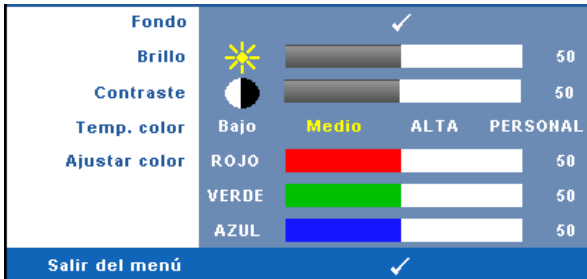 Fondo
Brillo 50
Contraste 50
Temp. color Bajo Medio ALTA PERSONAL
Ajustar color ROJO 50
VERDE 50
AZUL 50
Salir del menú